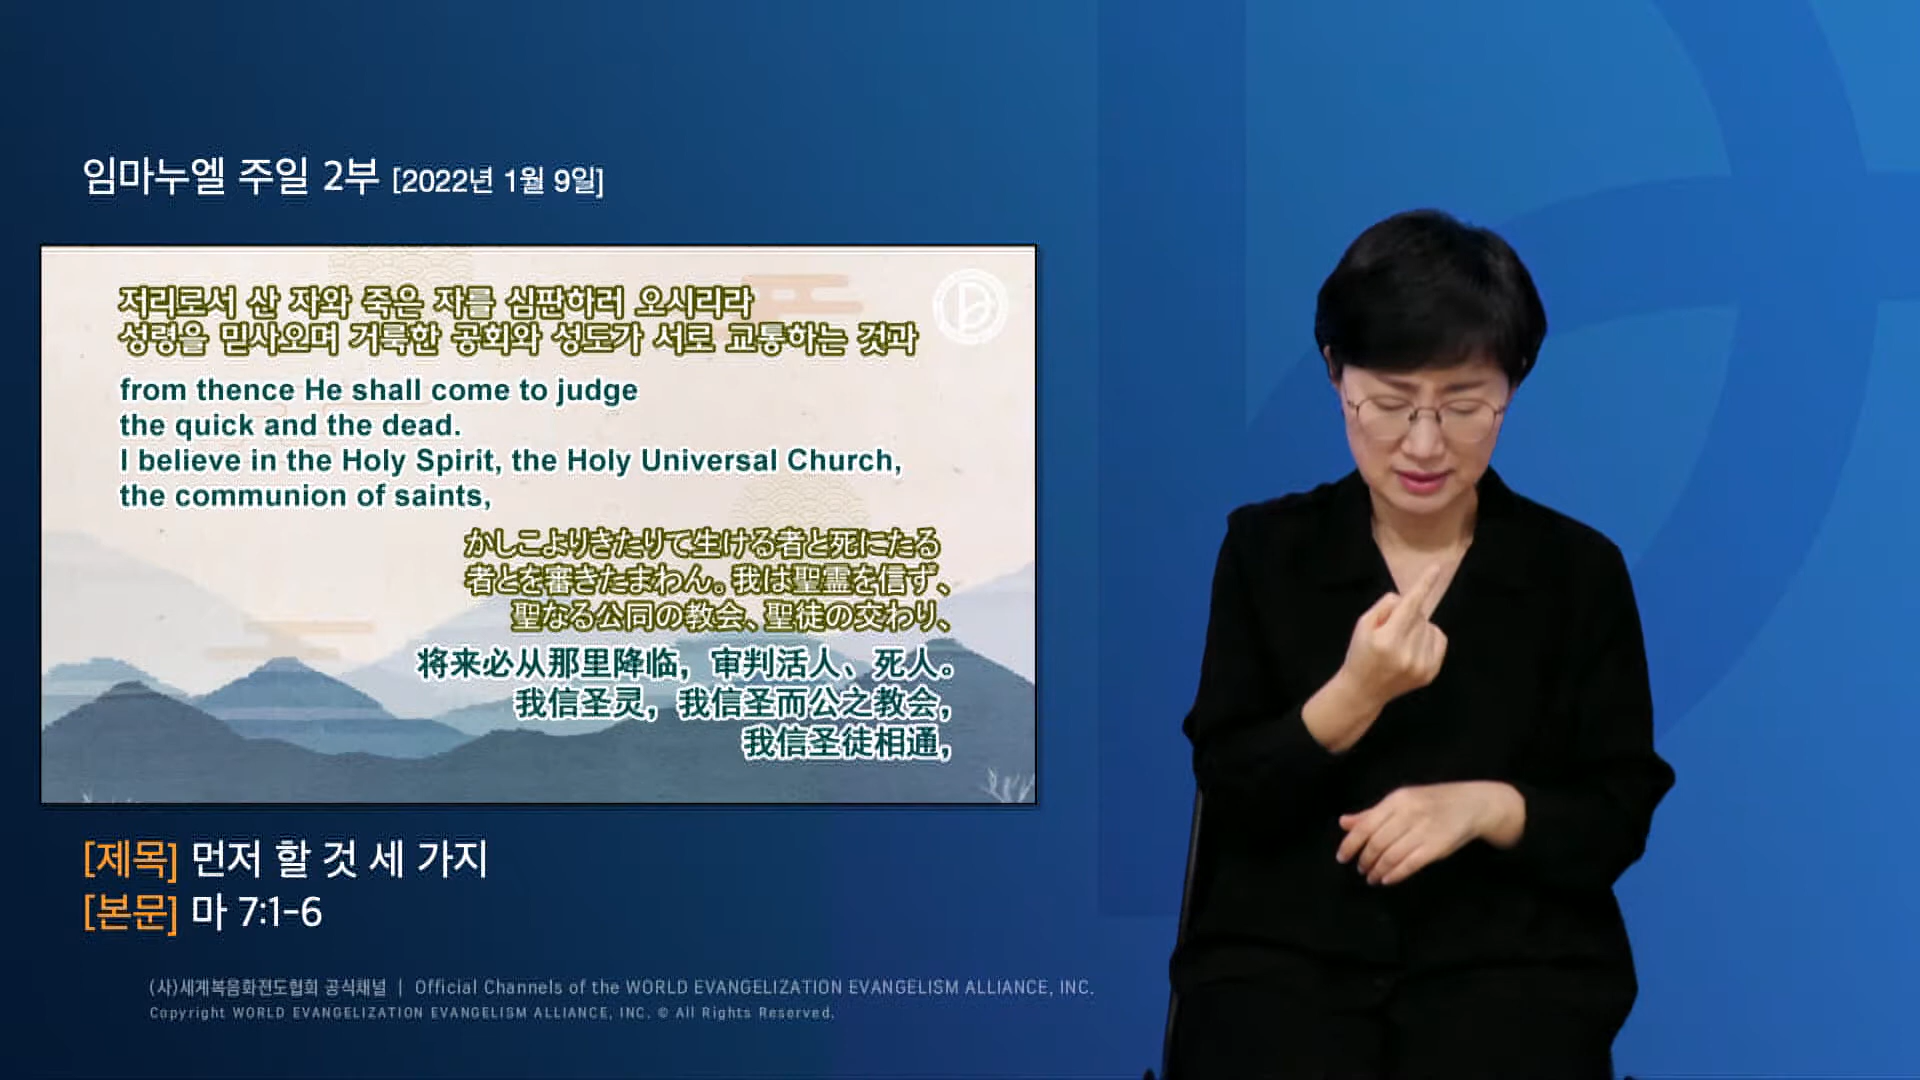 임마누엘 주일 2부 [2022년 1월 9일]
저리로서 산 자와 죽은 자를 심판하러 오시리라
성령을 믿사오며 거룩한 공회와 성도가 서로 교통하는 것과
from thence He shall come to judge
the quick and the dead.
I believe in the Holy Spirit, the Holy Universal Church,
the communion of saints,
かしこよりきたりて生ける者と死にたる
者とを審きたまわん。我は聖霊を信ず、
聖なる公同の教会、聖徒の交わり、
将来必从那里降临，审判活人、死人。
我信圣灵，我信圣而公之教会，
我信圣徒相通，
[제목] 먼저 할 것 세 가지
[본문] 마 7:1-6
(사)세계복음화전도협회 공식채널 | Official Channels of the WORLD EVANGELIZATION EVANGELISM ALLIANCE, INC.
Copyright WORLD EVANGELIZATION EVANGELISM ALLIANCE, INC. © All Rights Reserved.